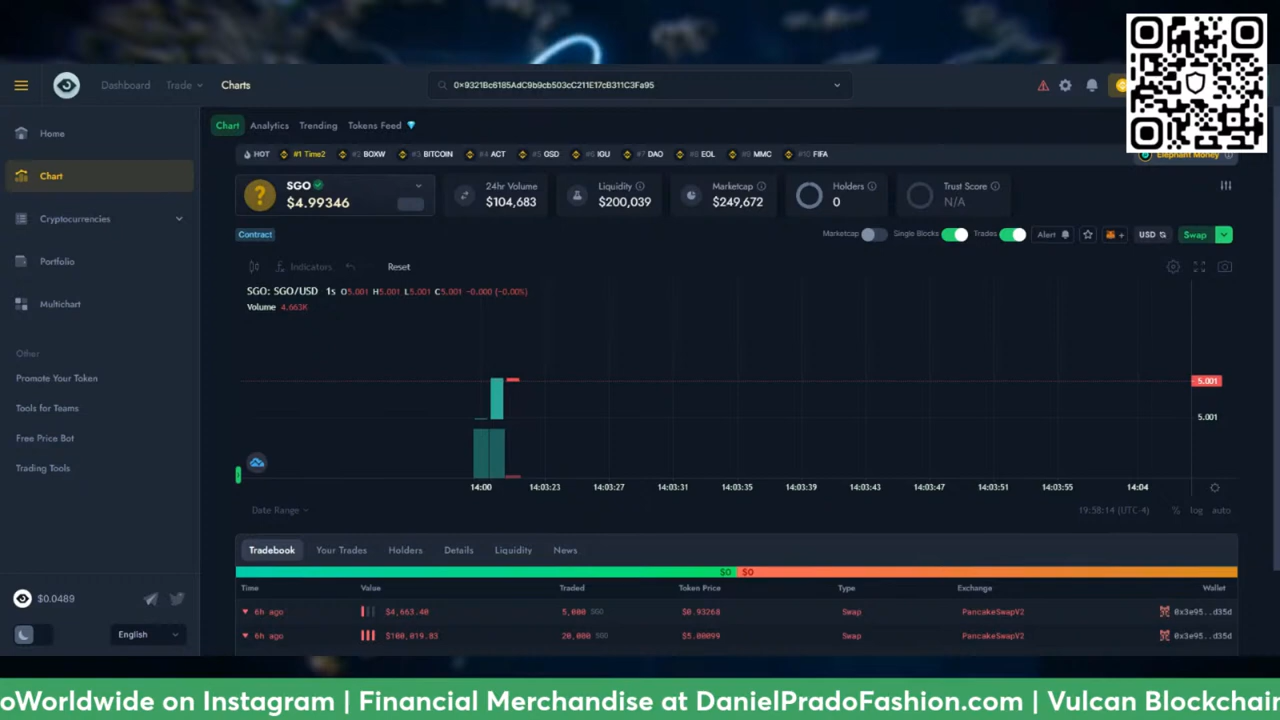 Dashboard Trade Charts
0×9321Bc6185AdC9b9cb503cC211E17cB311C3Fa95
Chart Analytics Trending Tokens Feed
HOT #1 Time2 #2 BOXW #3 BITCOIN #4 ACT #5 GSD #6 IGU #7 DAO #8 EOL #9 MMC #10 FIFA
Elephant Money
Home
Chart
Cryptocurrencies
Portfolio
Multichart
Other
Promote Your Token
Tools for Teams
Free Price Bot
Trading Tools
$0.0489
English
SGO
$4.99346
24hr Volume
$104,683
Liquidity
$200,039
Marketcap
$249,672
Holders
0
Trust Score
N/A
Contract
Marketcap Single Blocks Trades Alert USD Swap
Indicators Reset
SGO: SGO/USD 1s O5.001 H5.001 L5.001 C5.001 −0.000 (−0.00%)
Volume 4.663K
5.001
5.001
14:00 14:03:23 14:03:27 14:03:31 14:03:35 14:03:39 14:03:43 14:03:47 14:03:51 14:03:55 14:04
Date Range 19:58:14 (UTC-4) % log auto
Tradebook Your Trades Holders Details Liquidity News
$0 $0
Time Value Traded Token Price Type Exchange Wallet
6h ago $4,663.40 5,000 SGO $0.93268 Swap PancakeSwapV2 0x3e95..d35d
6h ago $100,019.83 20,000 SGO $5.00099 Swap PancakeSwapV2 0x3e95..d35d
oWorldwide on Instagram | Financial Merchandise at DanielPradoFashion.com | Vulcan Blockchain